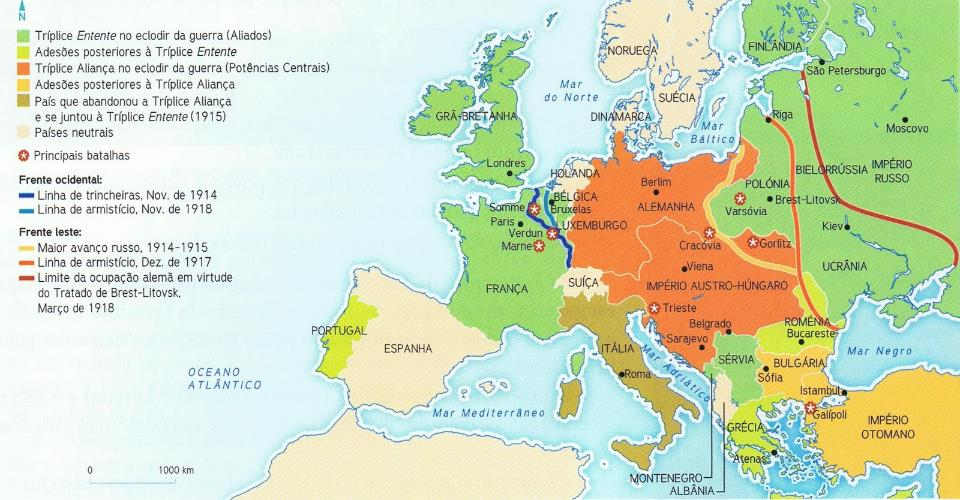 N
Tríplice Entente no eclodir da guerra (Aliados)
Adesões posteriores à Tríplice Entente
Tríplice Aliança no eclodir da guerra (Potências Centrais)
Adesões posteriores à Tríplice Aliança
País que abandonou a Tríplice Aliança
e se juntou à Tríplice Entente (1915)
Países neutrais
Principais batalhas
Frente ocidental:
Linha de trincheiras, Nov. de 1914
Linha de armistício, Nov. de 1918
Frente leste:
Maior avanço russo, 1914-1915
Linha de armistício, Dez. de 1917
Limite da ocupação alemã em virtude
do Tratado de Brest-Litovsk,
Março de 1918
NORUEGA
FINLÂNDIA
São Petersburgo
Mar
do Norte
SUÉCIA
GRÃ-BRETANHA
DINAMARCA
Riga
Mar
Báltico
Moscovo
Londres
HOLANDA
Berlim
BIELORRÚSSIA
IMPÉRIO
RUSSO
POLÓNIA
BÉLGICA
Bruxelas
Somme
ALEMANHA
Varsóvia
Brest-Litovsk
Paris
Verdun
LUXEMBURGO
Marne
Cracóvia
Gorlitz
Kiev
Viena
UCRÂNIA
FRANÇA
SUÍÇA
IMPÉRIO AUSTRO-HÚNGARO
Trieste
PORTUGAL
ESPANHA
Belgrado
ROMÉNIA
Bucareste
Sarajevo
ITÁLIA
SÉRVIA
BULGÁRIA
Mar Negro
OCEANO
ATLÂNTICO
Roma
Mar Adriático
Sófia
Istambul
Mar Mediterrâneo
Galípoli
IMPÉRIO
OTOMANO
GRÉCIA
Atenas
0 1000 km
MONTENEGRO
ALBÂNIA